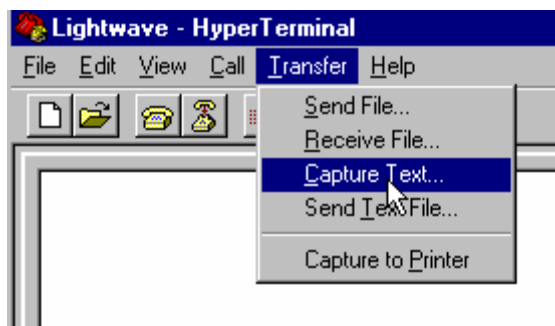 Lightwave - HyperTerminal
File Edit View Call Transfer Help
Send File...
Receive File...
Capture Text...
Send Text File...
Capture to Printer